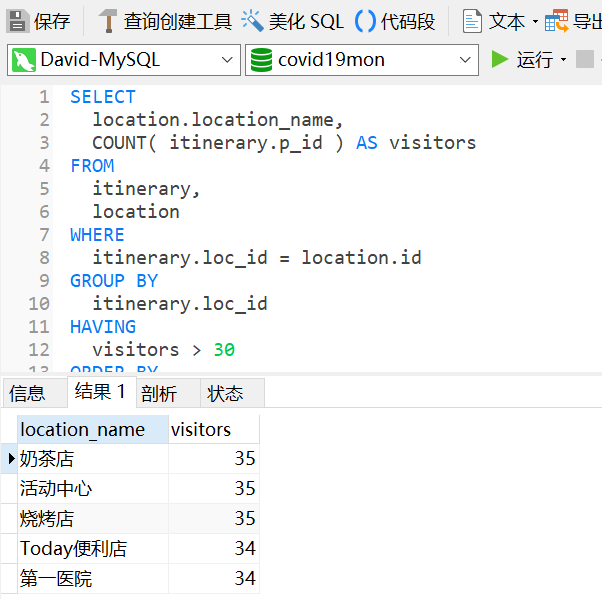 保存 查询创建工具 美化 SQL 代码段 文本 导出
David-MySQL covid19mon 运行
1 SELECT
2 location.location_name,
3 COUNT( itinerary.p_id ) AS visitors
4 FROM
5 itinerary,
6 location
7 WHERE
8 itinerary.loc_id = location.id
9 GROUP BY
10 itinerary.loc_id
11 HAVING
12 visitors > 30
13 ORDER BY
信息 结果 1 剖析 状态
location_name visitors
奶茶店 35
活动中心 35
烧烤店 35
Today便利店 34
第一医院 34